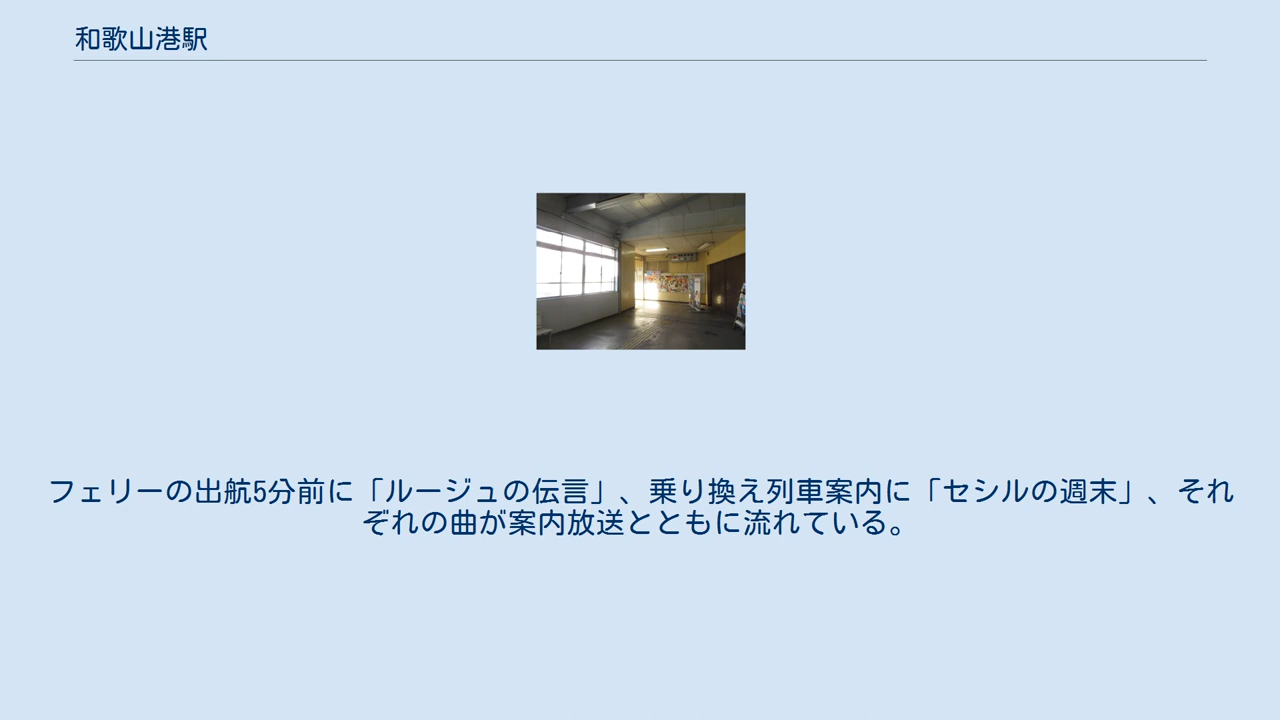 和歌山港駅
フェリーの出航5分前に「ルージュの伝言」、乗り換え列車案内に「セシルの週末」、それ
ぞれの曲が案内放送とともに流れている。